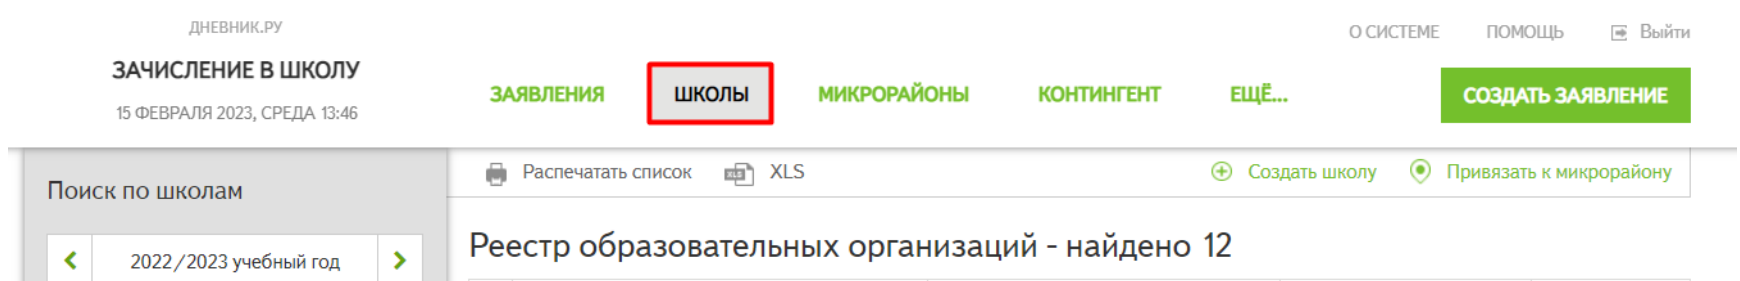 ДНЕВНИК.РУ
ЗАЧИСЛЕНИЕ В ШКОЛУ
15 ФЕВРАЛЯ 2023, СРЕДА 13:46
О СИСТЕМЕ ПОМОЩЬ Выйти
ЗАЯВЛЕНИЯ ШКОЛЫ МИКРОРАЙОНЫ КОНТИНГЕНТ ЕЩЁ... СОЗДАТЬ ЗАЯВЛЕНИЕ
Поиск по школам
2022/2023 учебный год
Распечатать список XLS XLS Создать школу Привязать к микрорайону
Реестр образовательных организаций - найдено 12